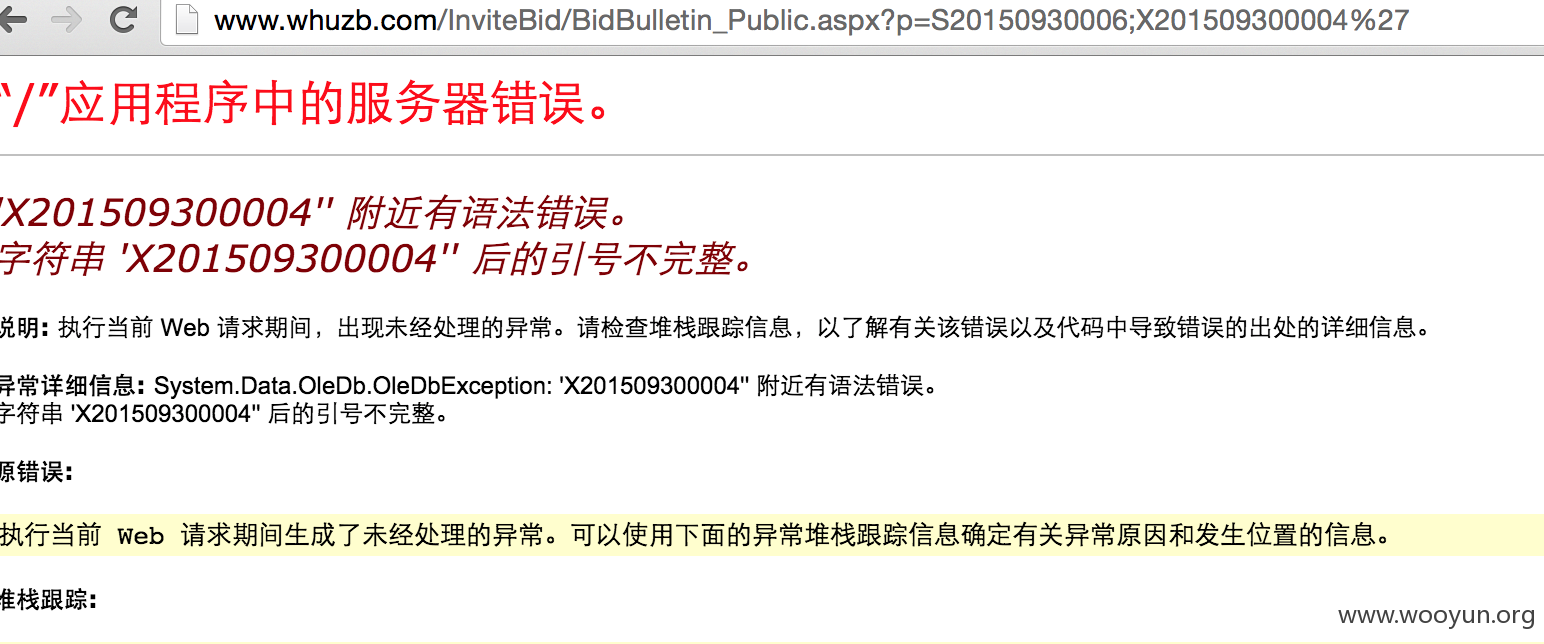 www.whuzb.com/InviteBid/BidBulletin_Public.aspx?p=S20150930006;X201509300004%27
“/”应用程序中的服务器错误。
'X201509300004'' 附近有语法错误。
字符串 'X201509300004'' 后的引号不完整。
说明: 执行当前 Web 请求期间，出现未经处理的异常。请检查堆栈跟踪信息，以了解有关该错误以及代码中导致错误的出处的详细信息。
异常详细信息: System.Data.OleDb.OleDbException: 'X201509300004'' 附近有语法错误。
字符串 'X201509300004'' 后的引号不完整。
源错误:
执行当前 Web 请求期间生成了未经处理的异常。可以使用下面的异常堆栈跟踪信息确定有关异常原因和发生位置的信息。
堆栈跟踪:
www.wooyun.org